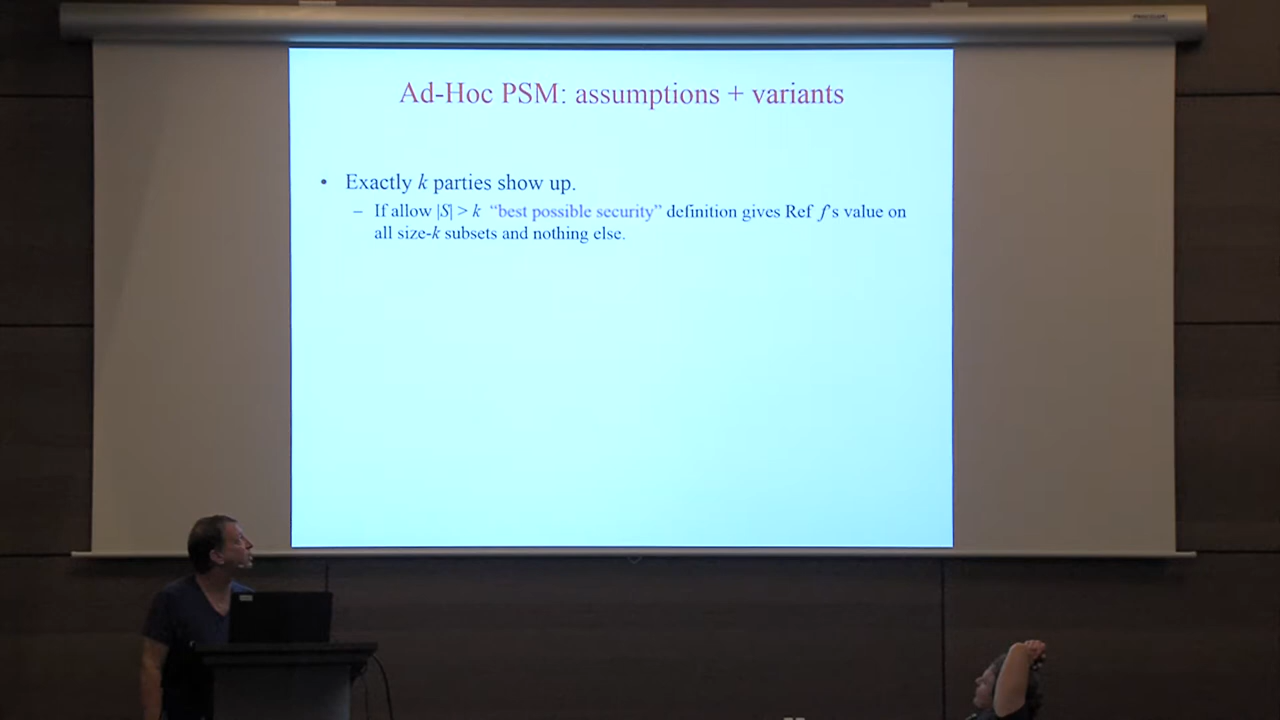 Ad-Hoc PSM: assumptions + variants
• Exactly k parties show up.
– If allow |S| > k “best possible security” definition gives Ref f's value on
all size-k subsets and nothing else.